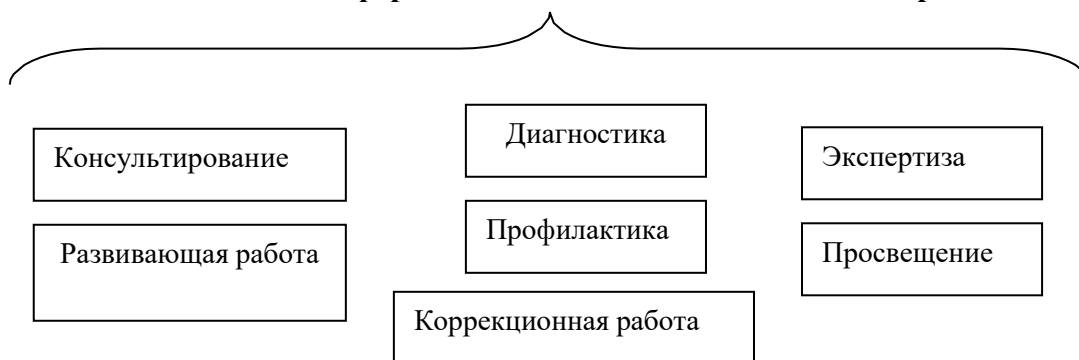 Диагностика
Консультирование
Экспертиза
Профилактика
Развивающая работа
Просвещение
Коррекционная работа